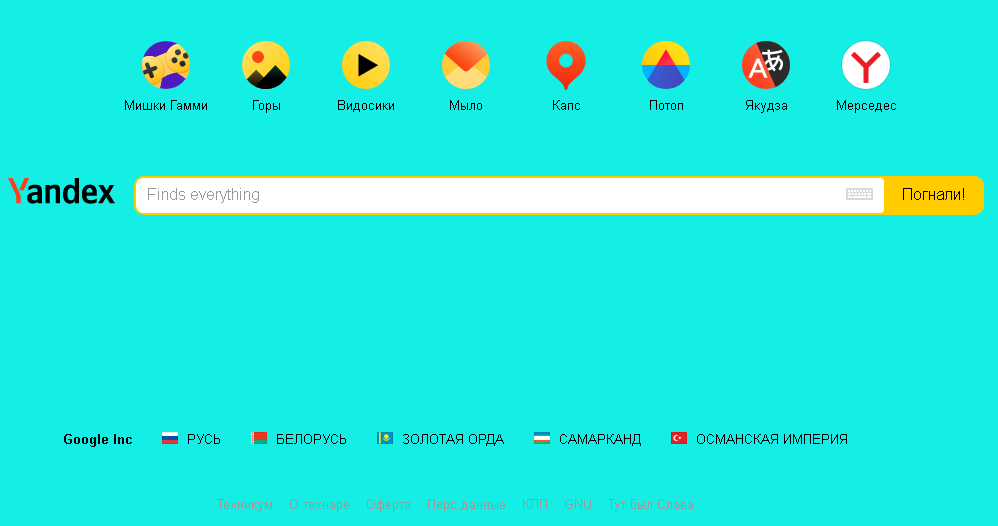 Мишки Гамми Горы Видосики Мыло Капс Потоп Якудза Мерседес
Yandex Finds everything Погнали!
Google Inc РУСЬ БЕЛОРУСЬ ЗОЛОТАЯ ОРДА САМАРКАНД ОСМАНСКАЯ ИМПЕРИЯ
Техникум О технаре Оферта Перс.данные КПП GNU Тут был Слава